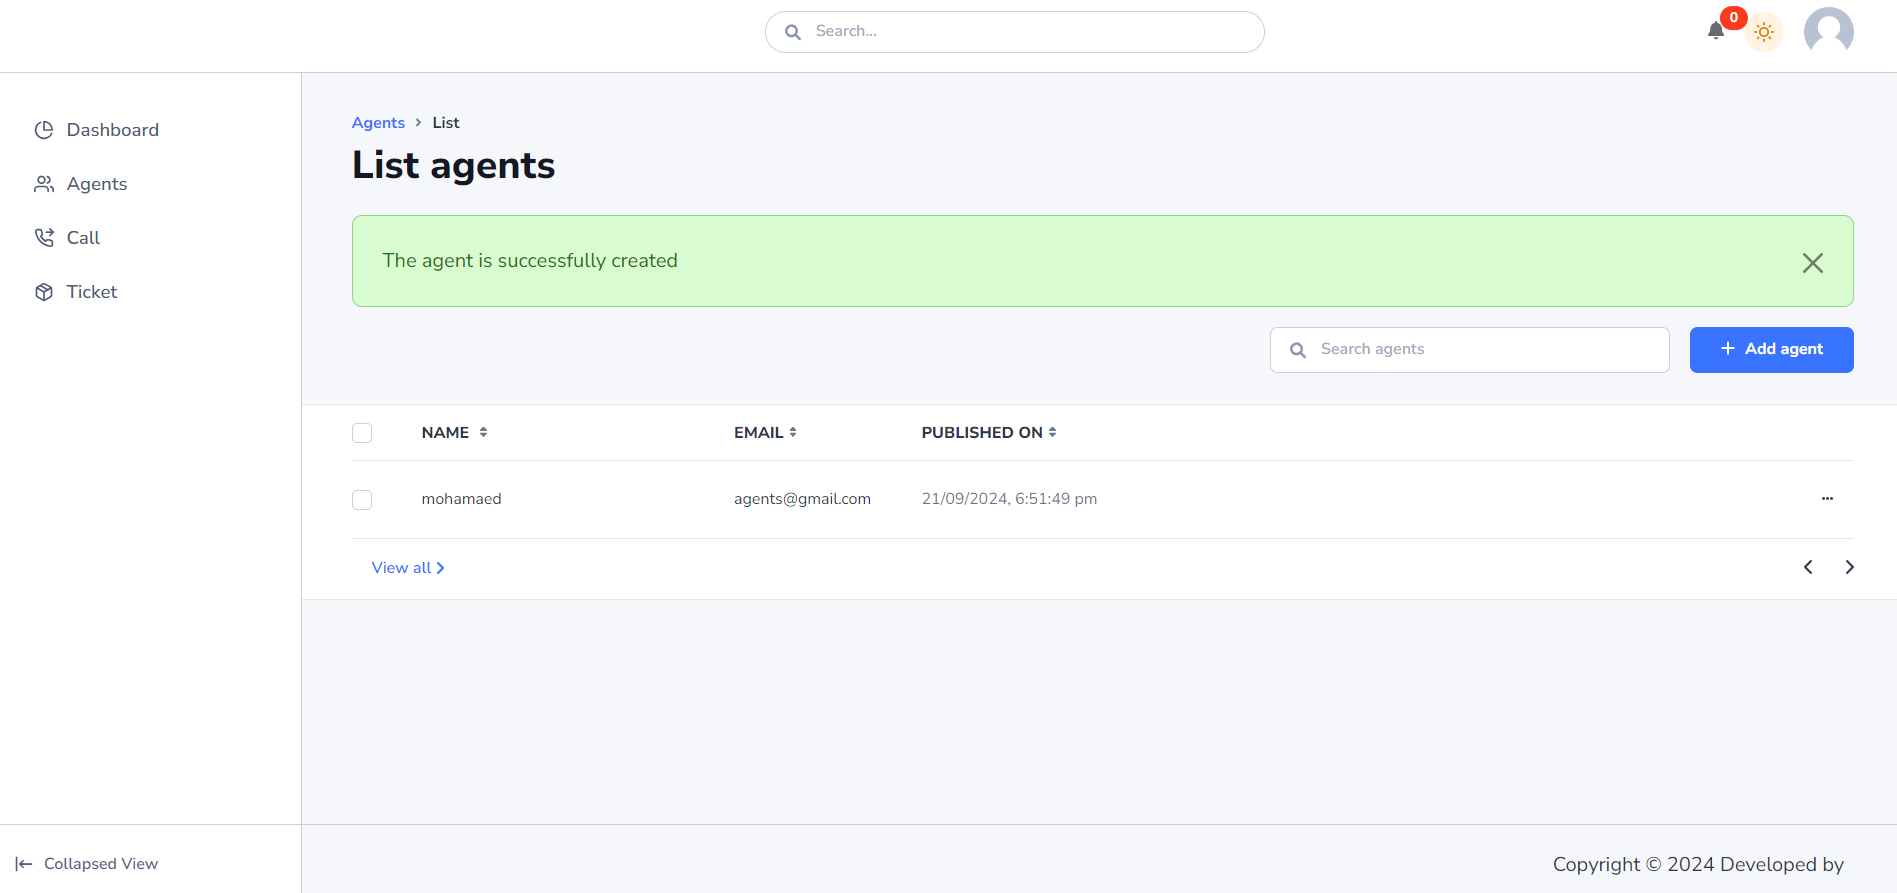 Search...
0
Dashboard
Agents
Call
Ticket
Agents > List
List agents
The agent is successfully created
Search agents
+ Add agent
NAME EMAIL PUBLISHED ON
mohamaed agents@gmail.com 21/09/2024, 6:51:49 pm ...
View all >
Collapsed View
Copyright © 2024 Developed by